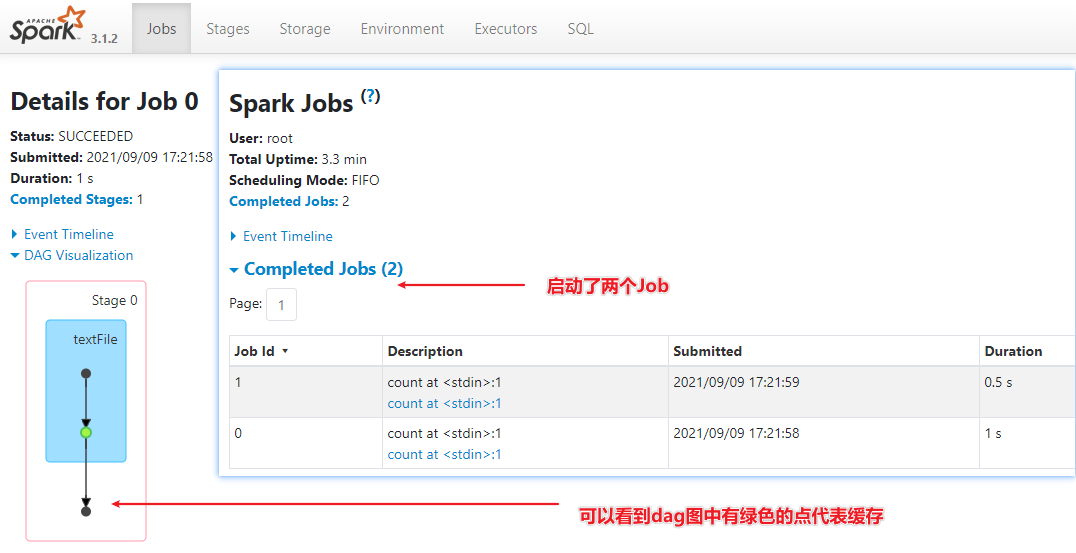 APACHE
Spark 3.1.2
Jobs
Stages
Storage
Environment
Executors
SQL
Details for Job 0
Status: SUCCEEDED
Submitted: 2021/09/09 17:21:58
Duration: 1 s
Completed Stages: 1
Event Timeline
DAG Visualization
Stage 0
textFile
Spark Jobs (?)
User: root
Total Uptime: 3.3 min
Scheduling Mode: FIFO
Completed Jobs: 2
Event Timeline
Completed Jobs (2)
启动了两个Job
Page: 1
Job Id Description Submitted Duration
1 count at <stdin>:1 2021/09/09 17:21:59 0.5 s
count at <stdin>:1
0 count at <stdin>:1 2021/09/09 17:21:58 1 s
count at <stdin>:1
可以看到dag图中有绿色的点代表缓存